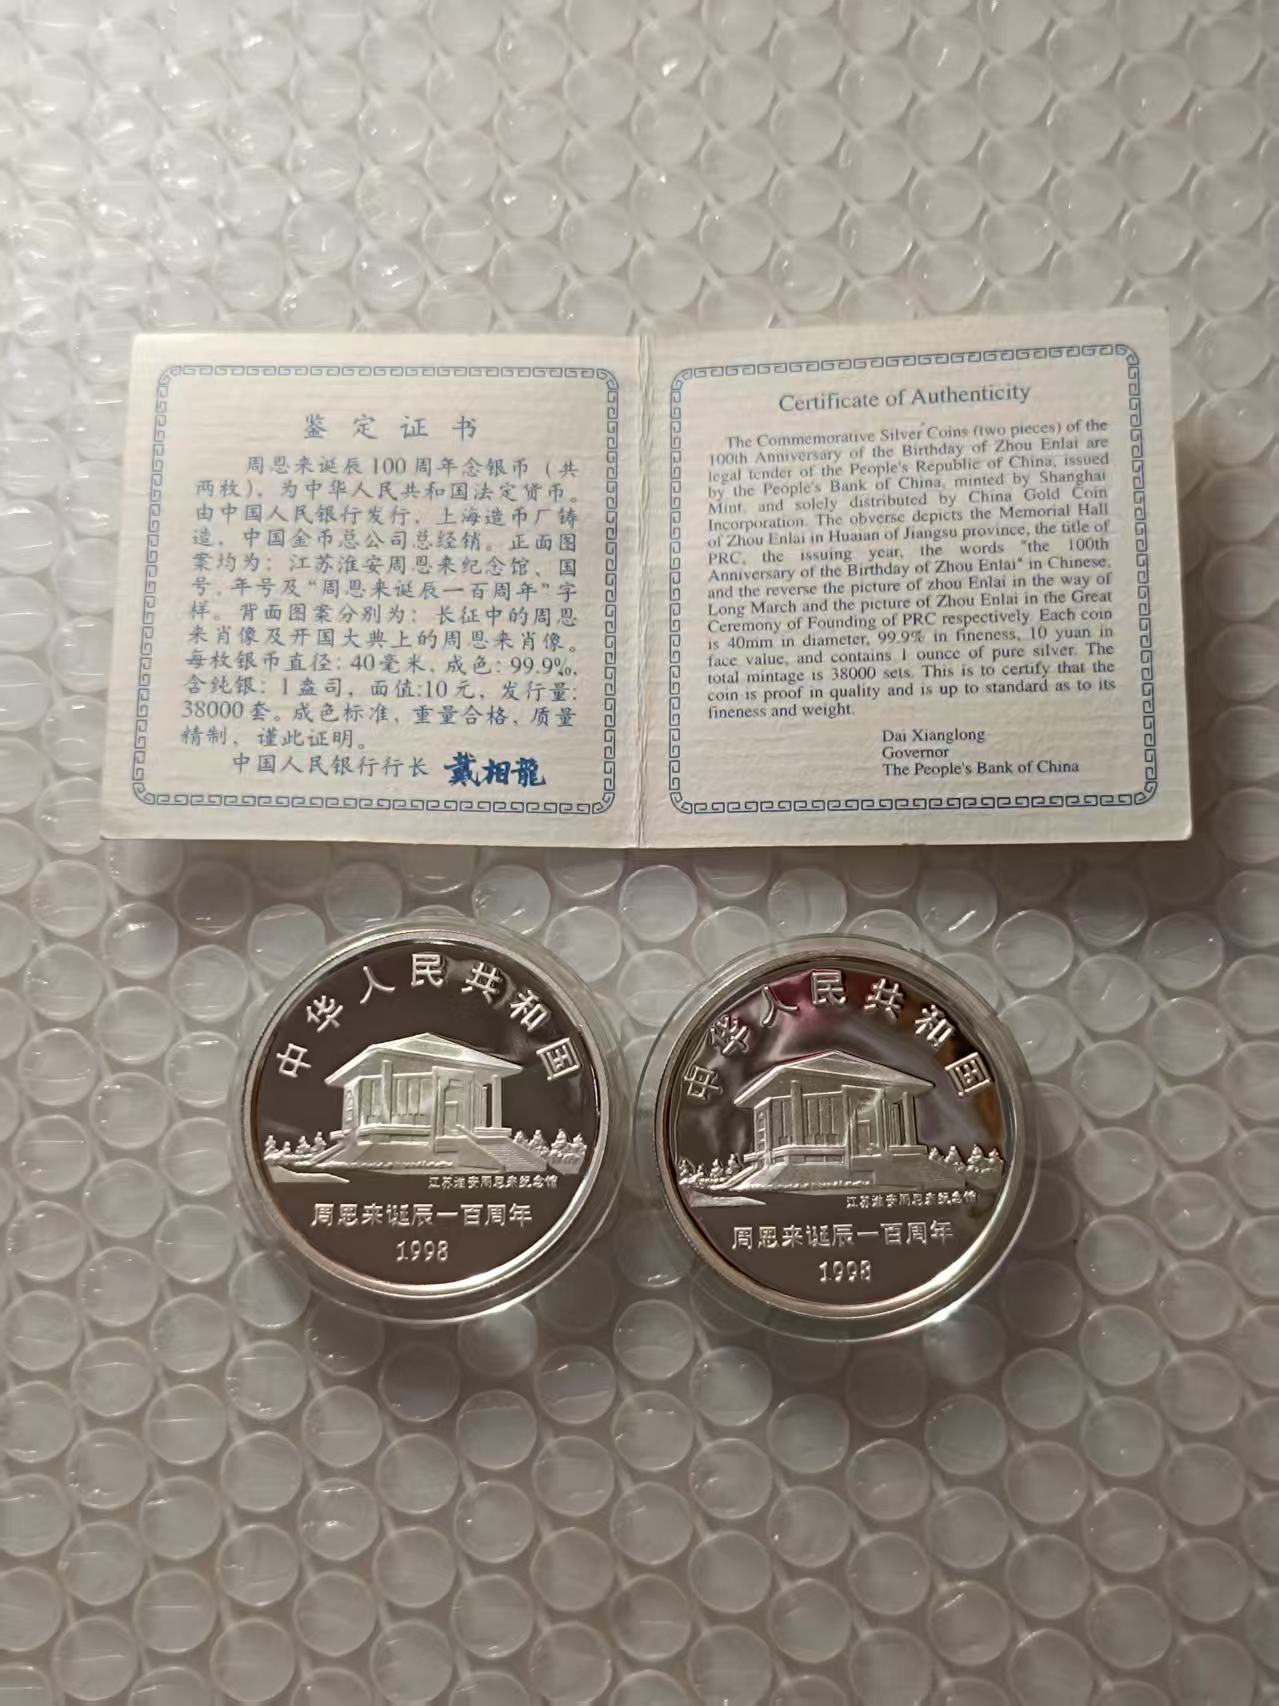 鉴定证书
周恩来诞辰100周年念银币(共
两枚),为中华人民共和国法定货币。
由中国人民银行发行,上海造币厂铸
造,中国金币总公司总经销。正面图
案均为:江苏淮安周恩来纪念馆、国
号、年号及“周恩来诞辰一百周年”字
样。背面图案分别为:长征中的周恩
来肖像及开国大典上的周恩来肖像。
每枚银币直径:40毫米,成色:99.9%,
含纯银:1盎司,面值:10元,发行量:
38000套。成色标准,重量合格,质量
精制,谨此证明。
中国人民银行行长 戴相龍
Certificate of Authenticity
The Commemorative Silver Coins (two pieces) of the
100th Anniversary of the Birthday of Zhou Enlai are
legal tender of the People's Republic of China, issued
by the People's Bank of China, minted by Shanghai
Mint, and solely distributed by China Gold Coin
Incorporation. The obverse depicts the Memorial Hall
of Zhou Enlai in Huaian of Jiangsu province, the title of
PRC, the issuing year, the words "the 100th
Anniversary of the Birthday of Zhou Enlai" in Chinese,
and the reverse the picture of zhou Enlai in the way of
Long March and the picture of Zhou Enlai in the Great
Ceremony of Founding of PRC respectively. Each coin
is 40mm in diameter, 99.9% in fineness, 10 yuan in
face value, and contains 1 ounce of pure silver. The
total mintage is 38000 sets. This is to certify that the
coin is proof in quality and is up to standard as to its
fineness and weight.
Dai Xianglong
Governor
The People's Bank of China
中华人民共和国
江苏淮安周恩来纪念馆
周恩来诞辰一百周年
1998
中华人民共和国
江苏淮安周恩来纪念馆
周恩来诞辰一百周年
1998